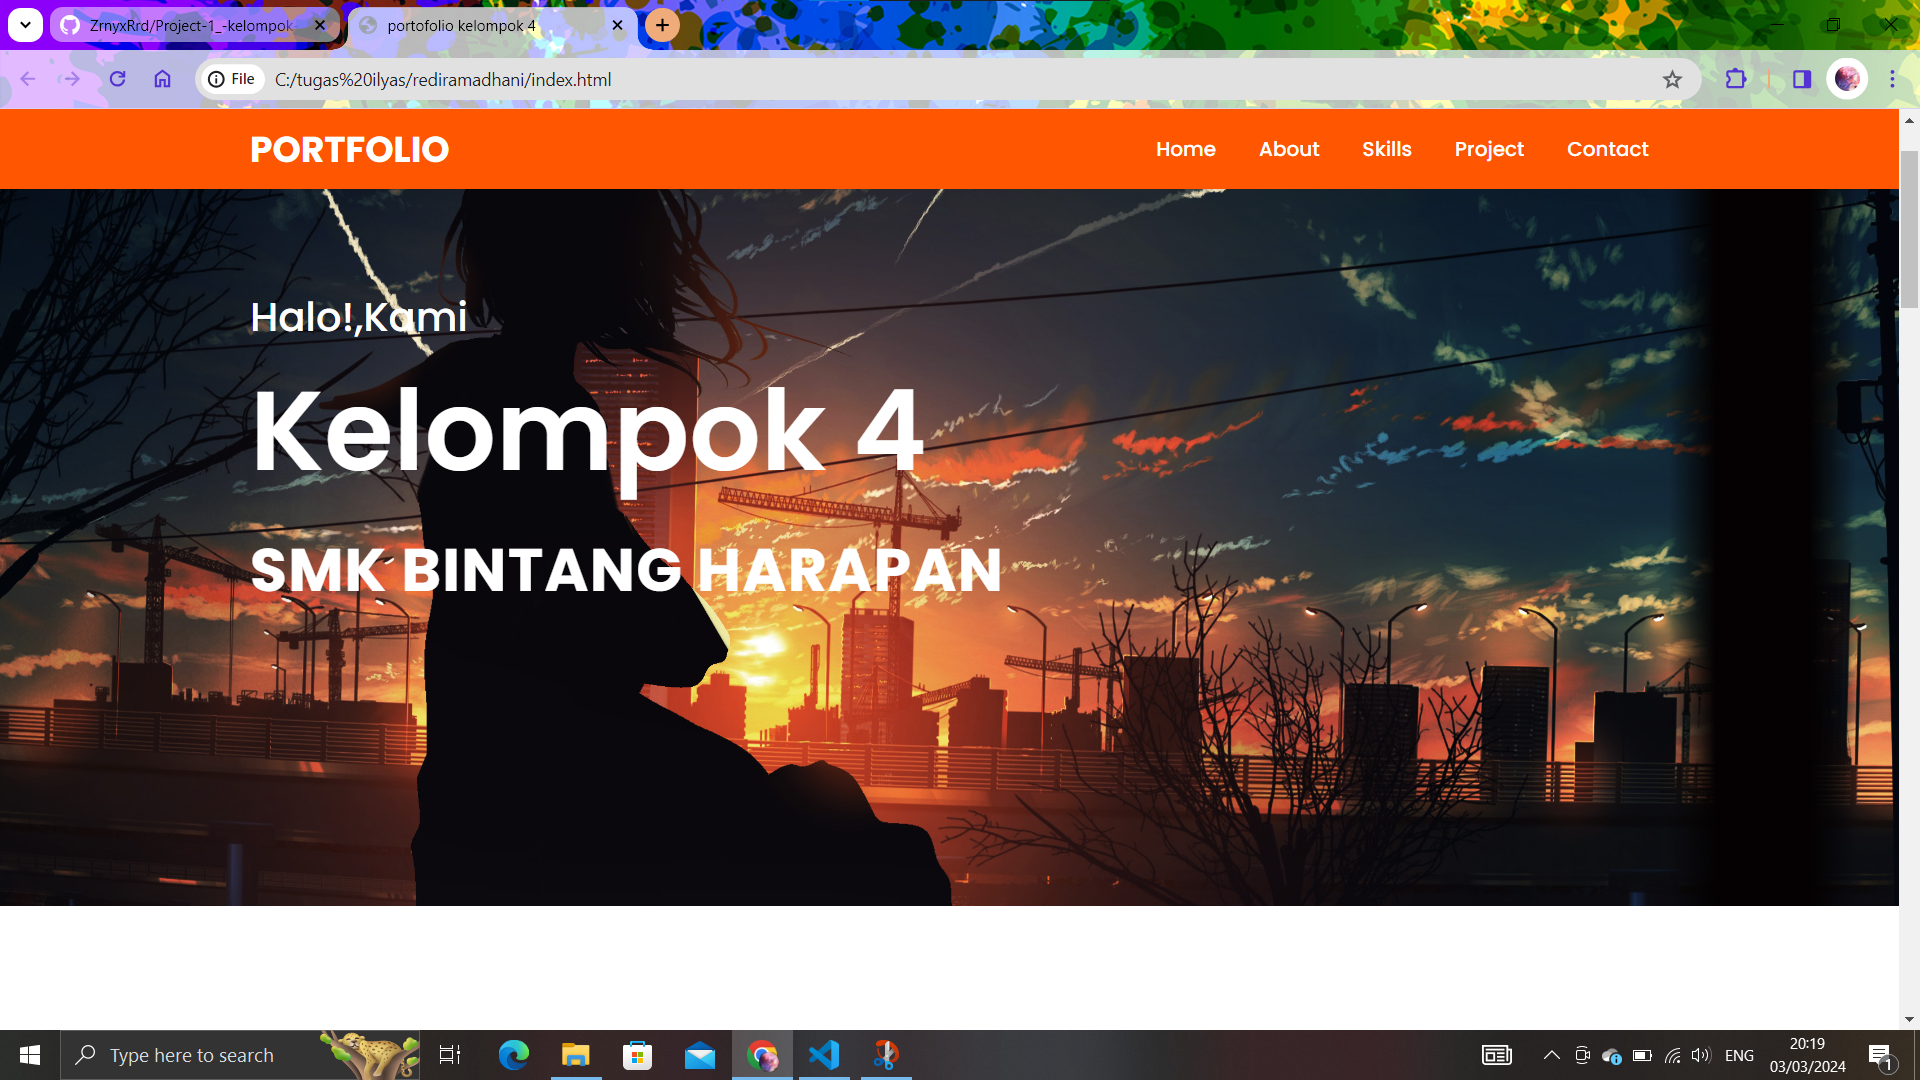 ZrnyxRrd/Project-1_-kelompok
portofolio kelompok 4
File
C:/tugas%20ilyas/rediramadhani/index.html
PORTFOLIO
Home
About
Skills
Project
Contact
Halo!,Kami
Kelompok 4
SMK BINTANG HARAPAN
Type here to search
ENG
20:19
03/03/2024
1